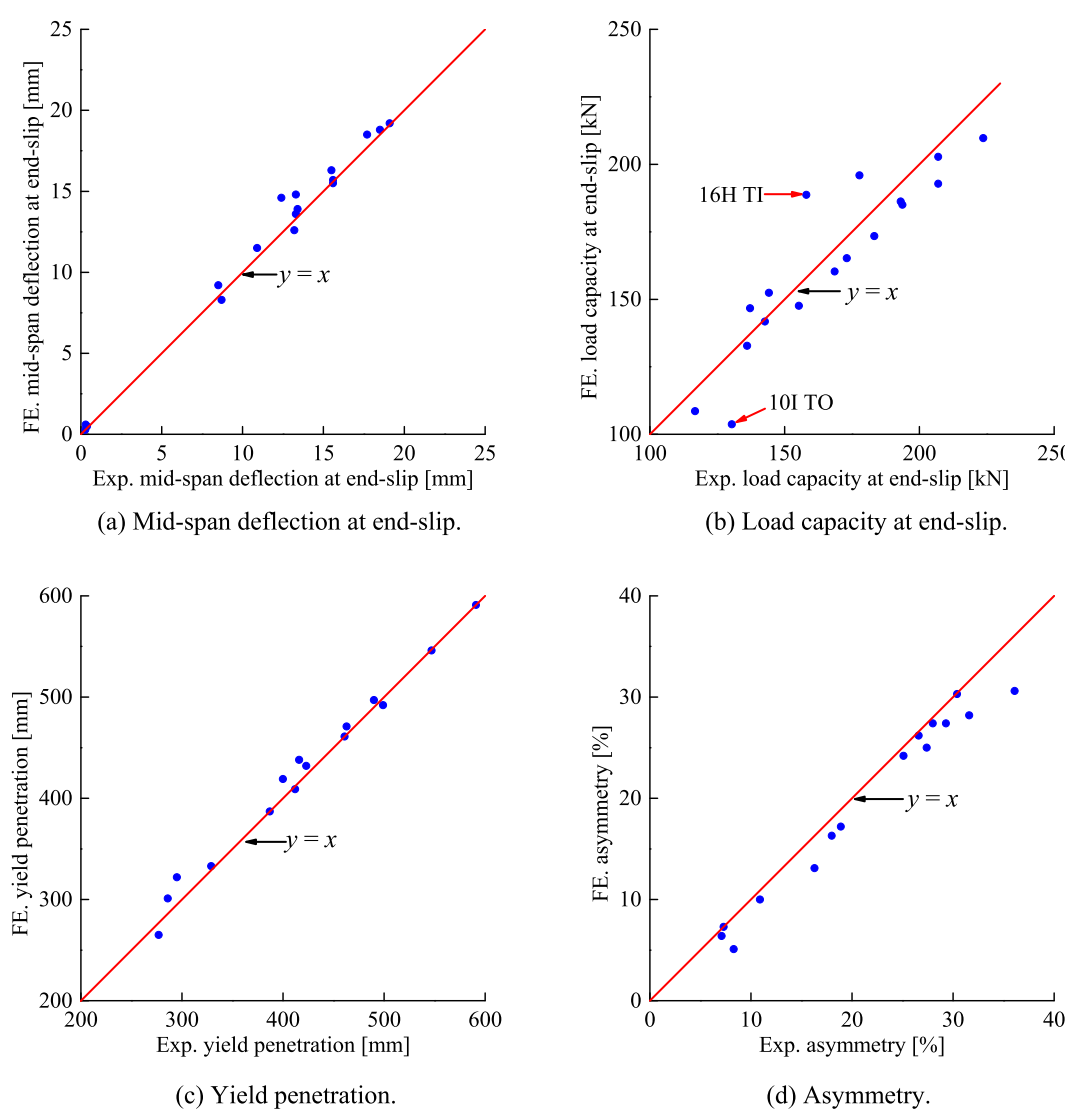 25
20
15
10
5
0
0 5 10 15 20 25
FE. mid-span deflection at end-slip [mm]
y = x
Exp. mid-span deflection at end-slip [mm]
(a) Mid-span deflection at end-slip.
250
200
150
100
100 150 200 250
FE. load capacity at end-slip [kN]
16H TI
y = x
10I TO
Exp. load capacity at end-slip [kN]
(b) Load capacity at end-slip.
600
500
400
300
200
200 300 400 500 600
FE. yield penetration [mm]
y = x
Exp. yield penetration [mm]
(c) Yield penetration.
40
30
20
10
0
0 10 20 30 40
FE. asymmetry [%]
y = x
Exp. asymmetry [%]
(d) Asymmetry.